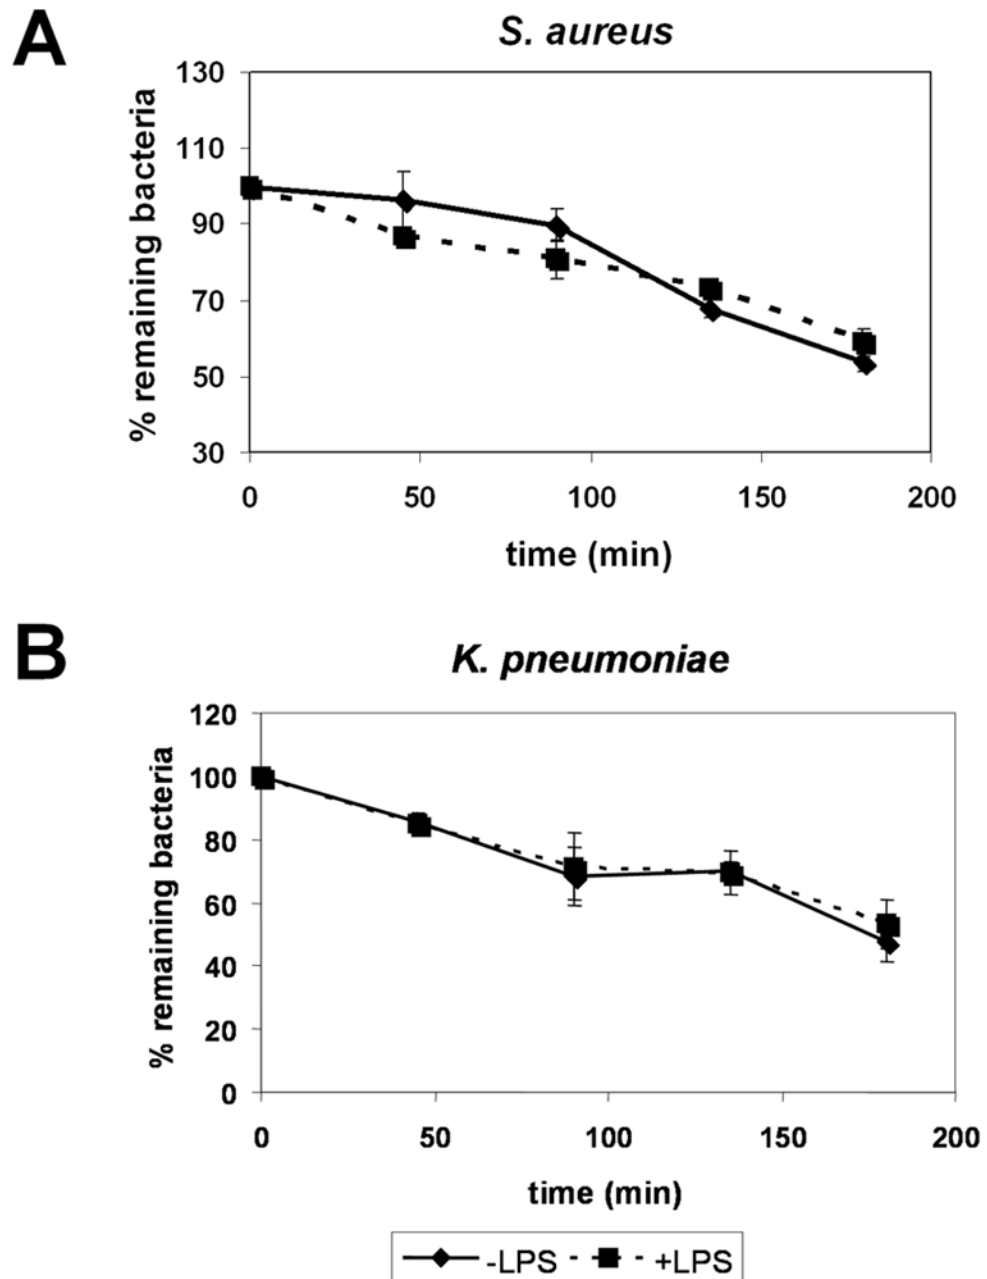 A
S. aureus
% remaining bacteria
130
110
90
70
50
30
0 50 100 150 200
time (min)
B
K. pneumoniae
% remaining bacteria
120
100
80
60
40
20
0
0 50 100 150 200
time (min)
-LPS +LPS